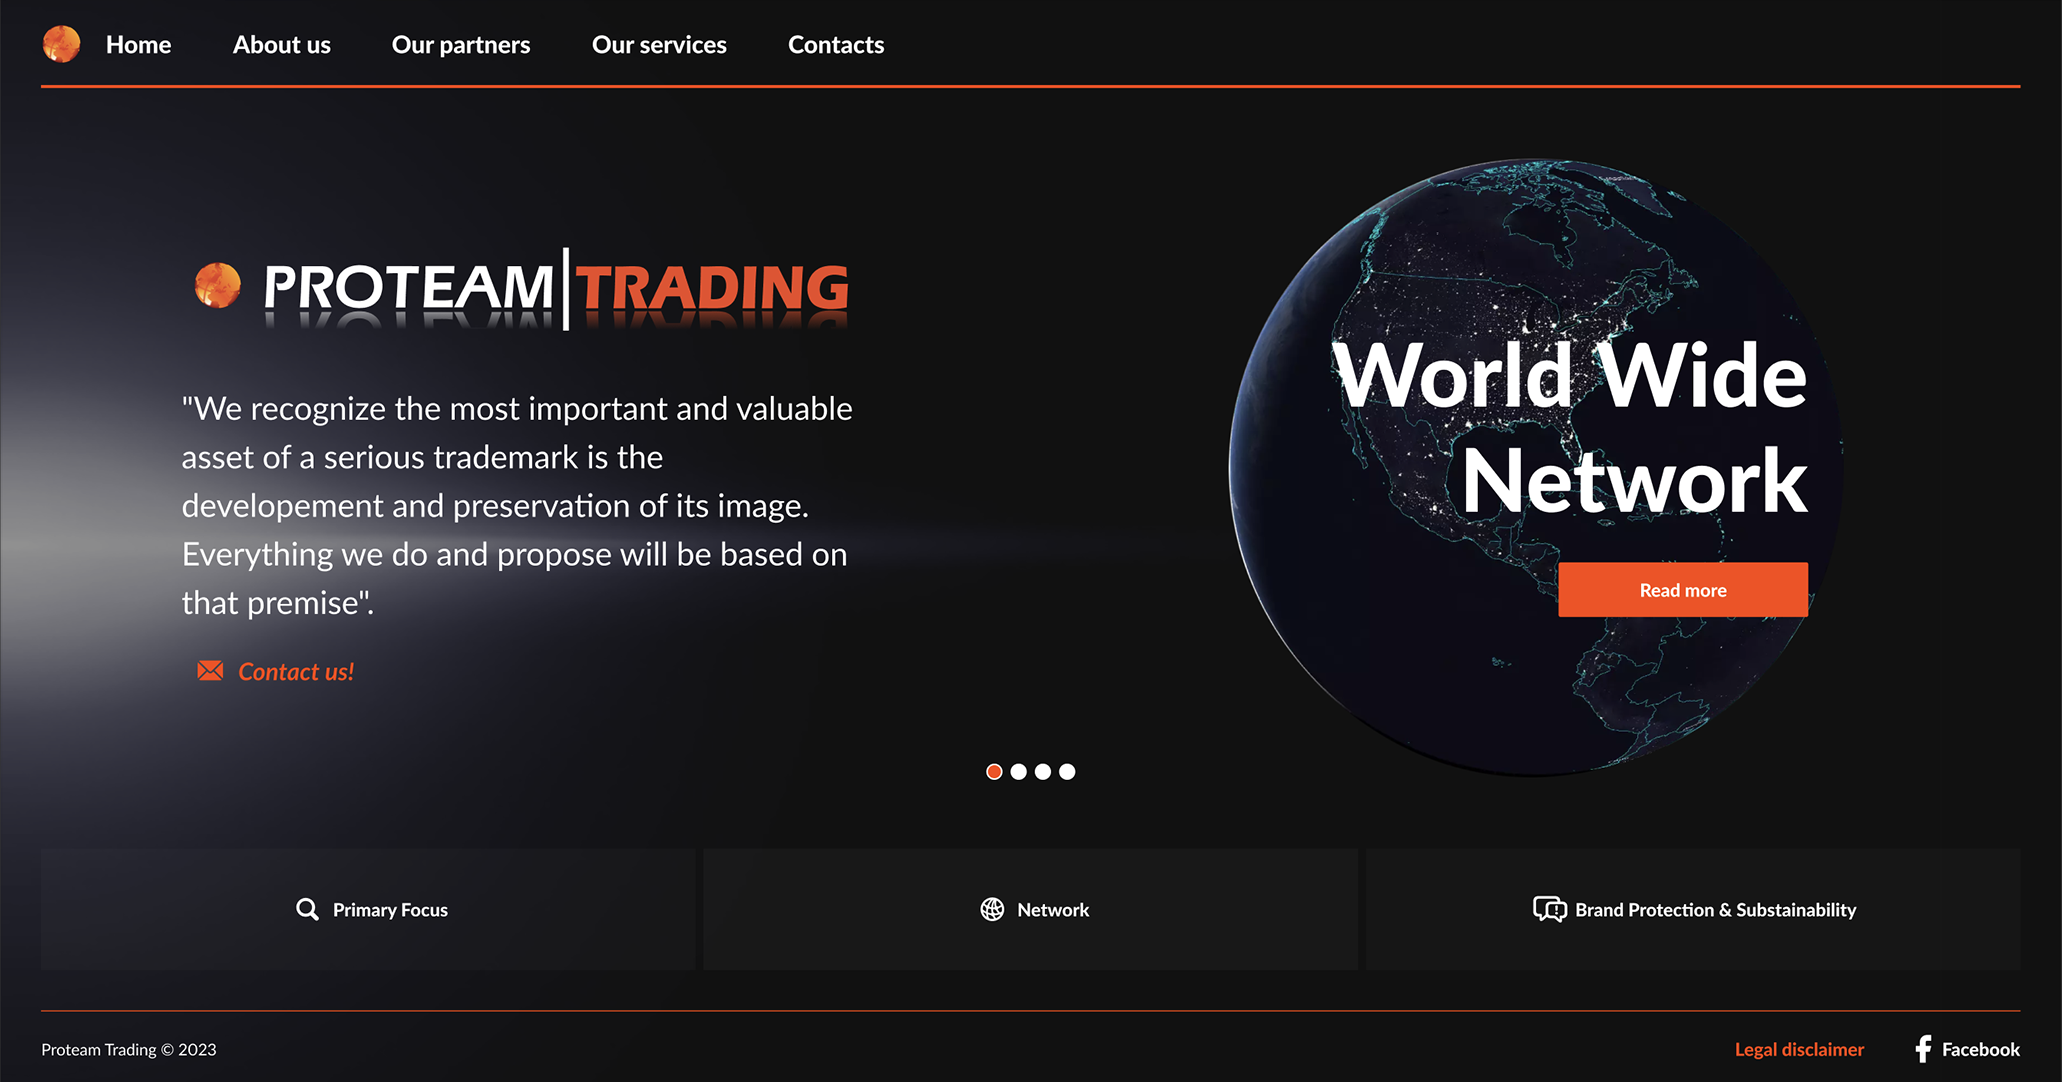 Home About us Our partners Our services Contacts
PROTEAM|TRADING
"We recognize the most important and valuable
asset of a serious trademark is the
developement and preservation of its image.
Everything we do and propose will be based on
that premise".
Contact us!
World Wide
Network
Read more
Primary Focus
Network
Brand Protection & Substainability
Proteam Trading © 2023
Legal disclaimer
Facebook